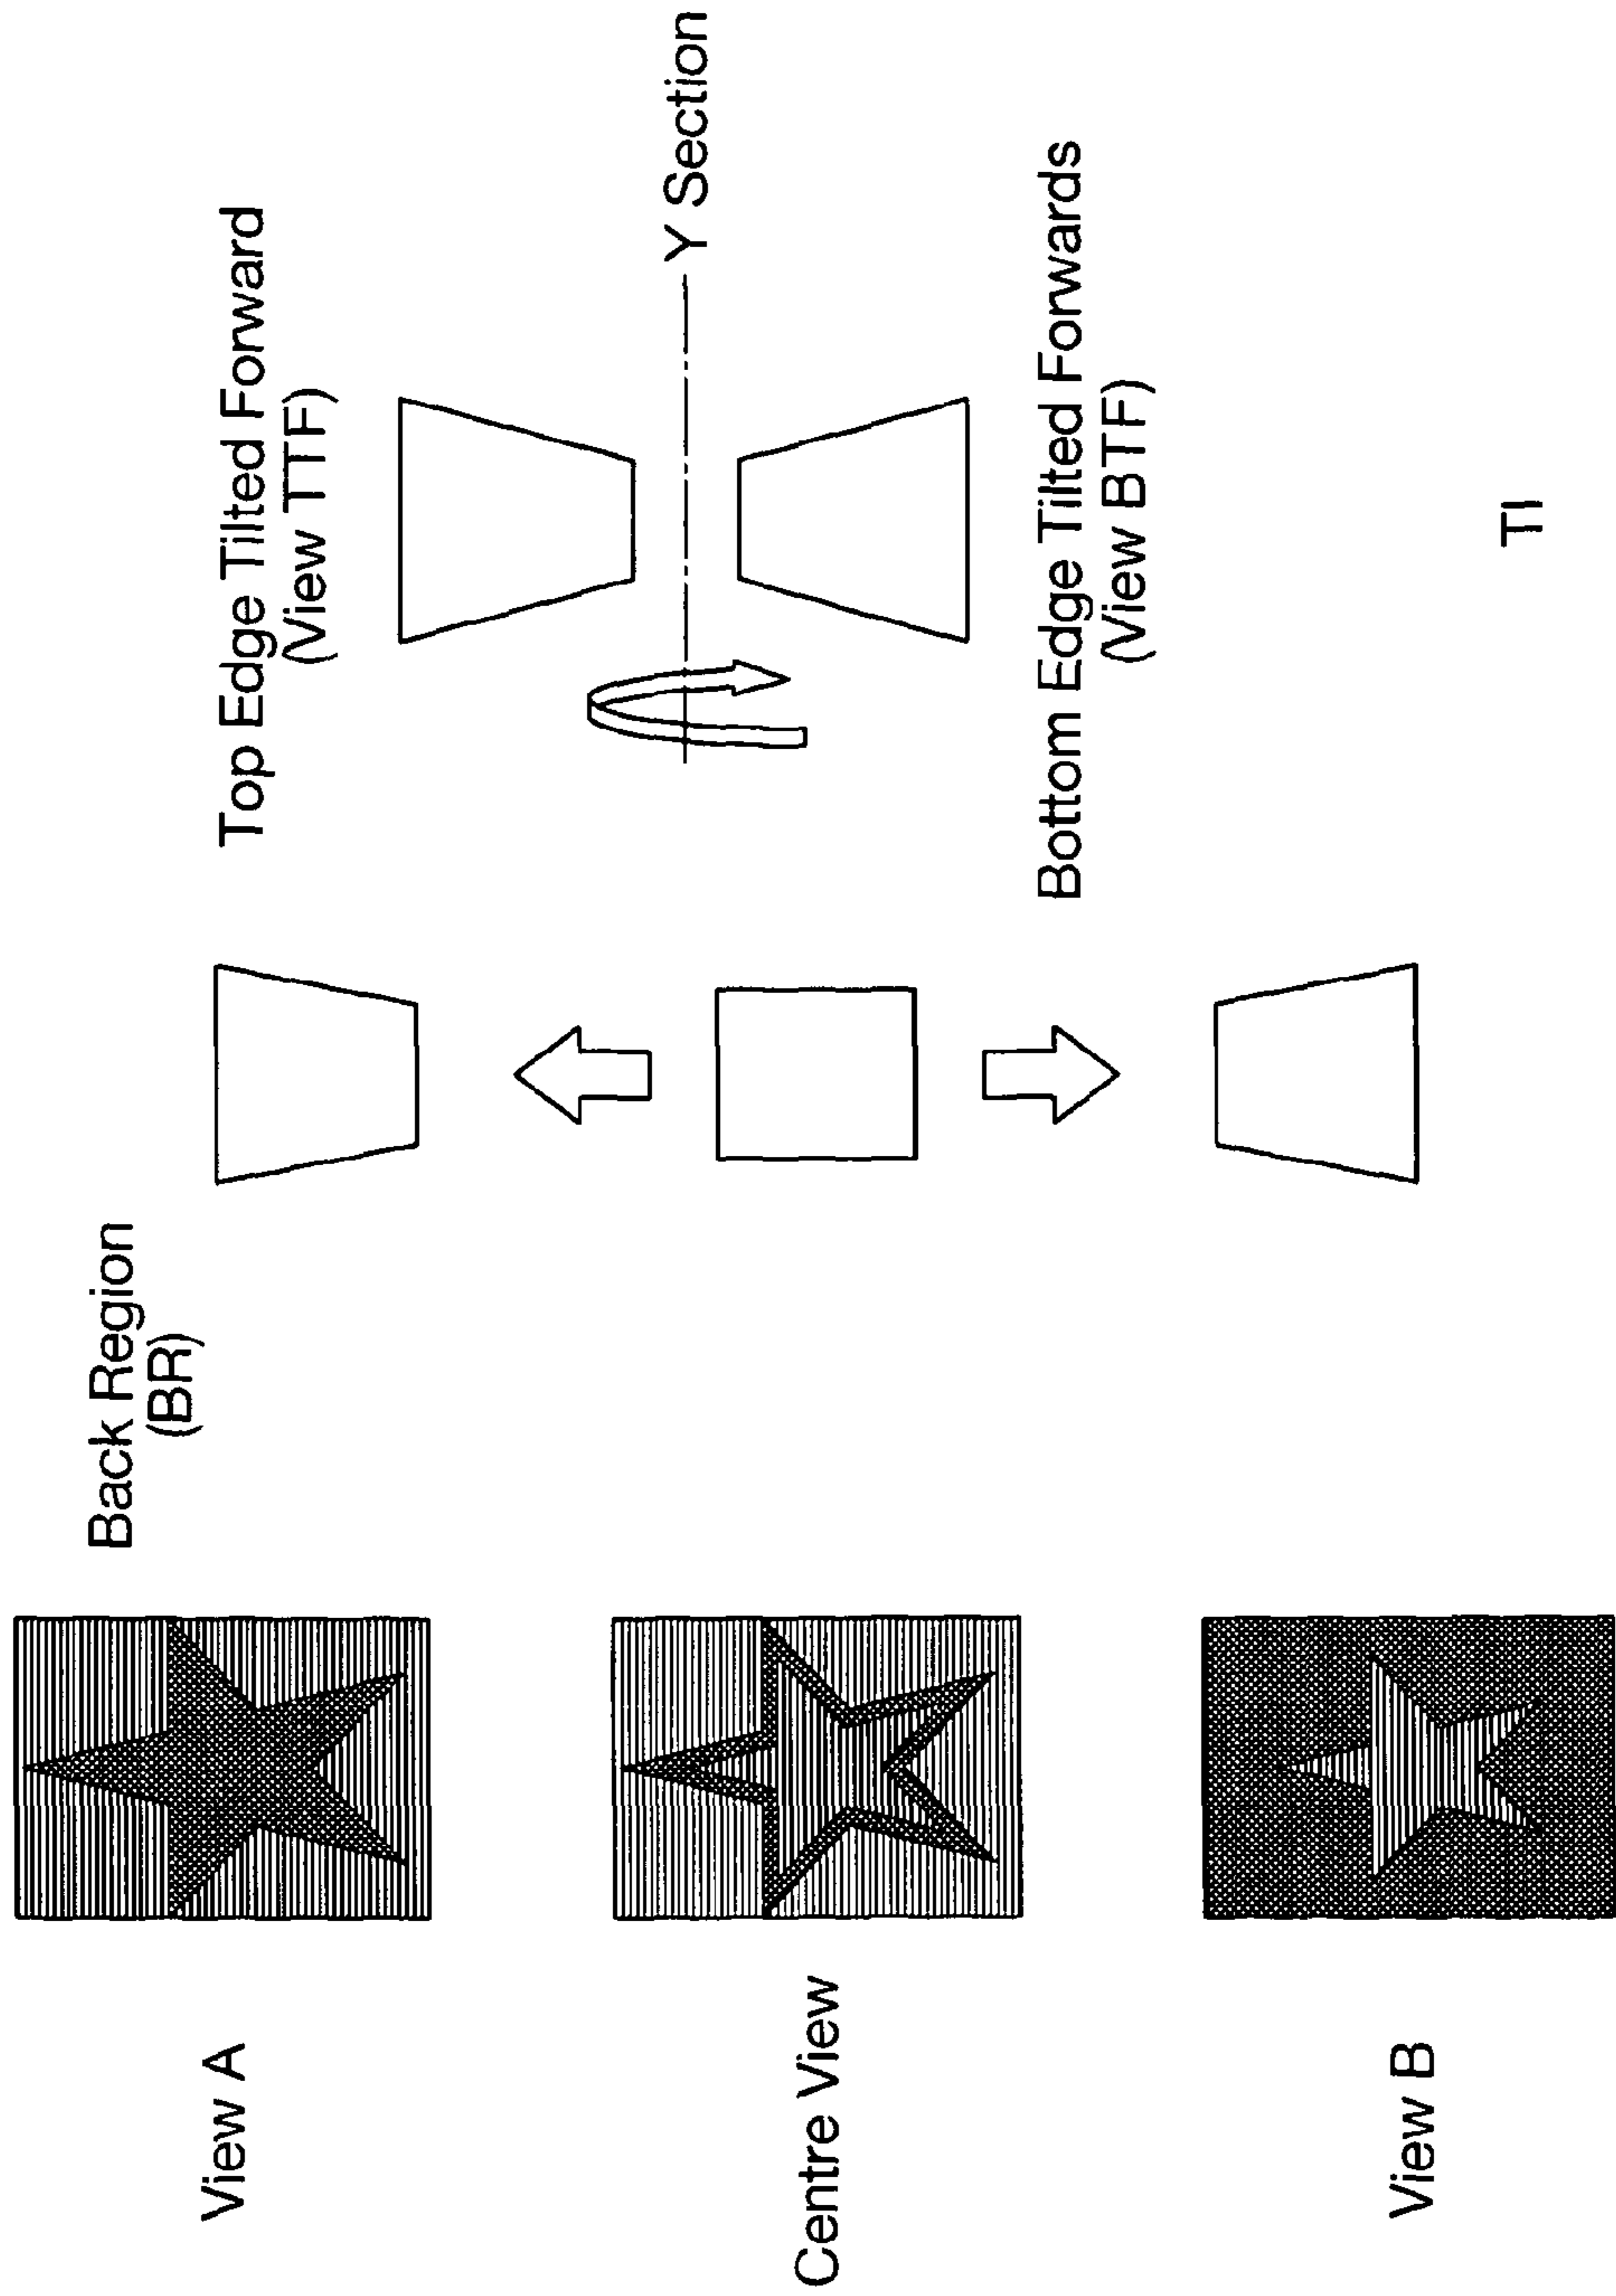 Back Region
(BR)
View A
Top Edge Tilted Forward
(View TTF)
Y Section
Centre View
Bottom Edge Tilted Forwards
(View BTF)
View B
TI